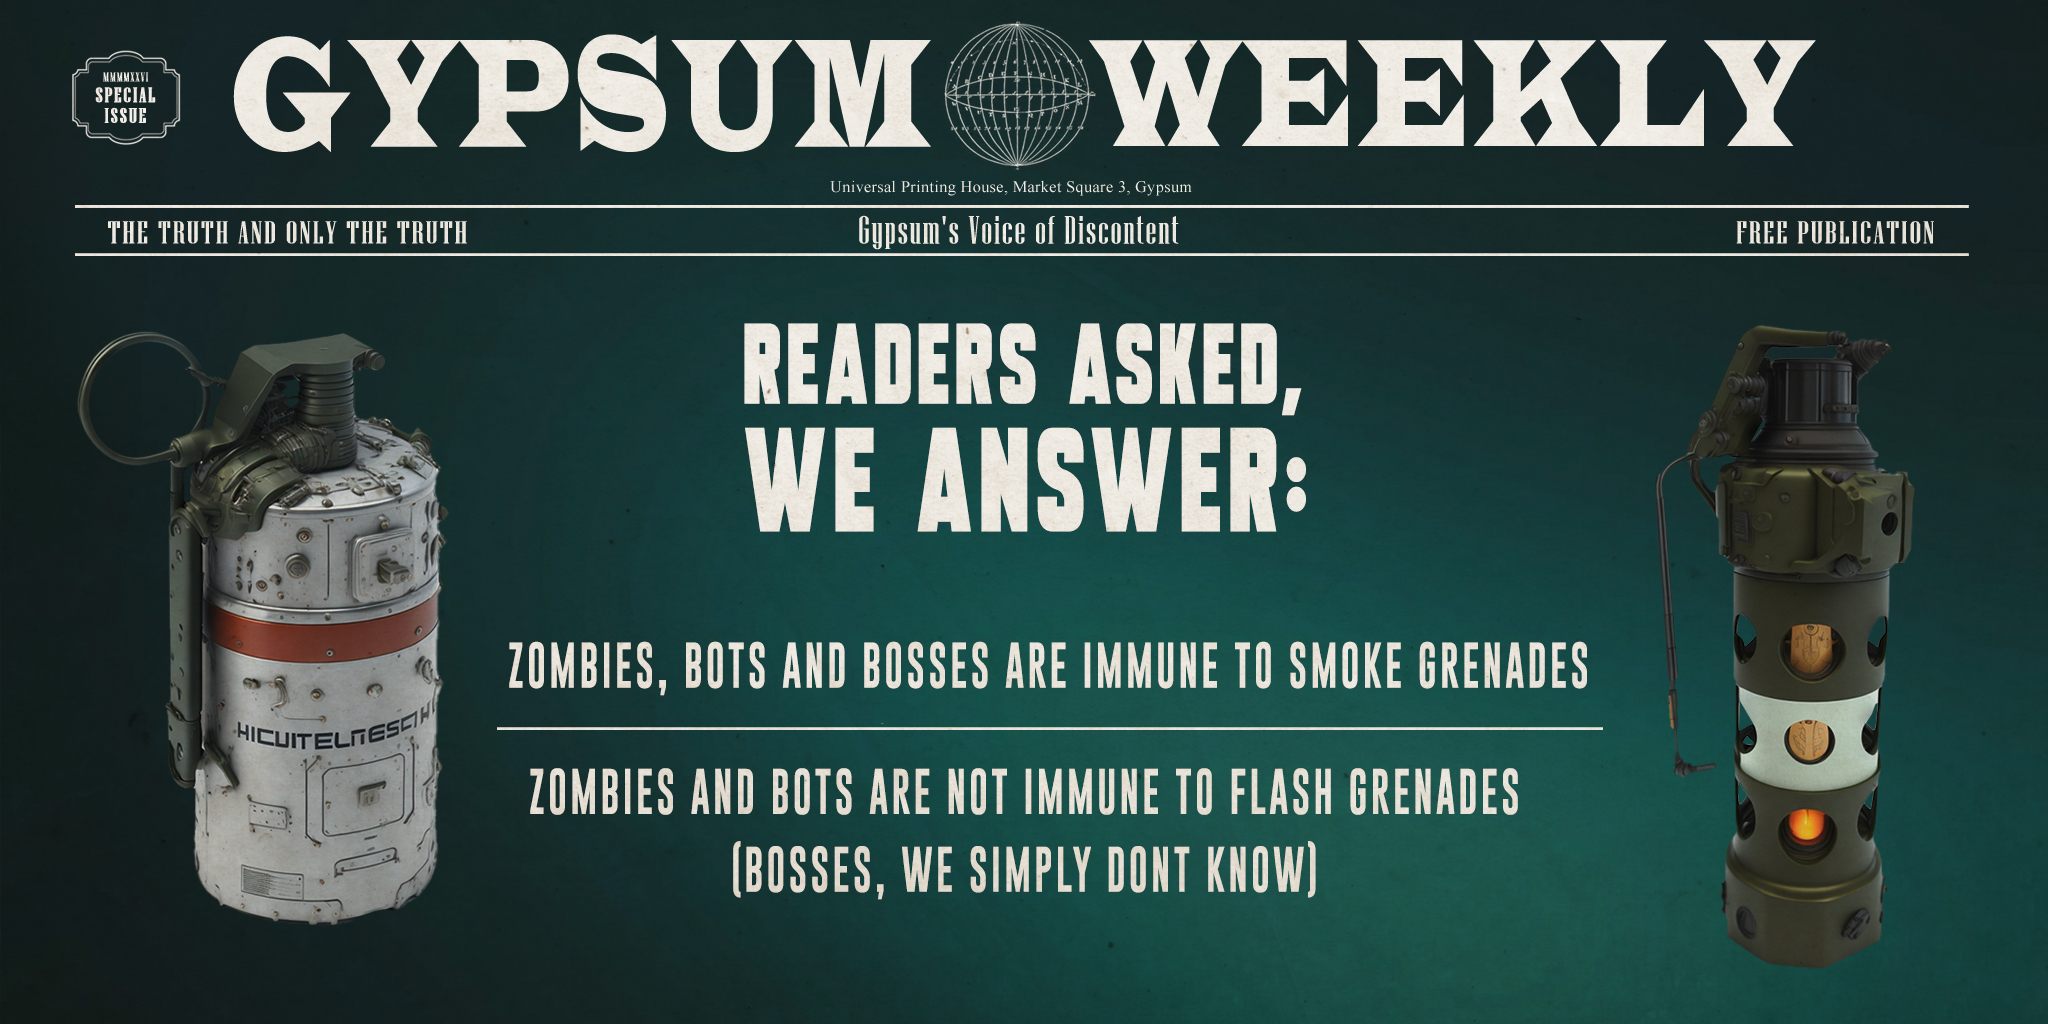 MMMMXXVI
SPECIAL
ISSUE
GYPSUM WEEKLY
Universal Printing House, Market Square 3, Gypsum
THE TRUTH AND ONLY THE TRUTH
Gypsum's Voice of Discontent
FREE PUBLICATION
READERS ASKED,
WE ANSWER:
ZOMBIES, BOTS AND BOSSES ARE IMMUNE TO SMOKE GRENADES
ZOMBIES AND BOTS ARE NOT IMMUNE TO FLASH GRENADES
(BOSSES, WE SIMPLY DONT KNOW)